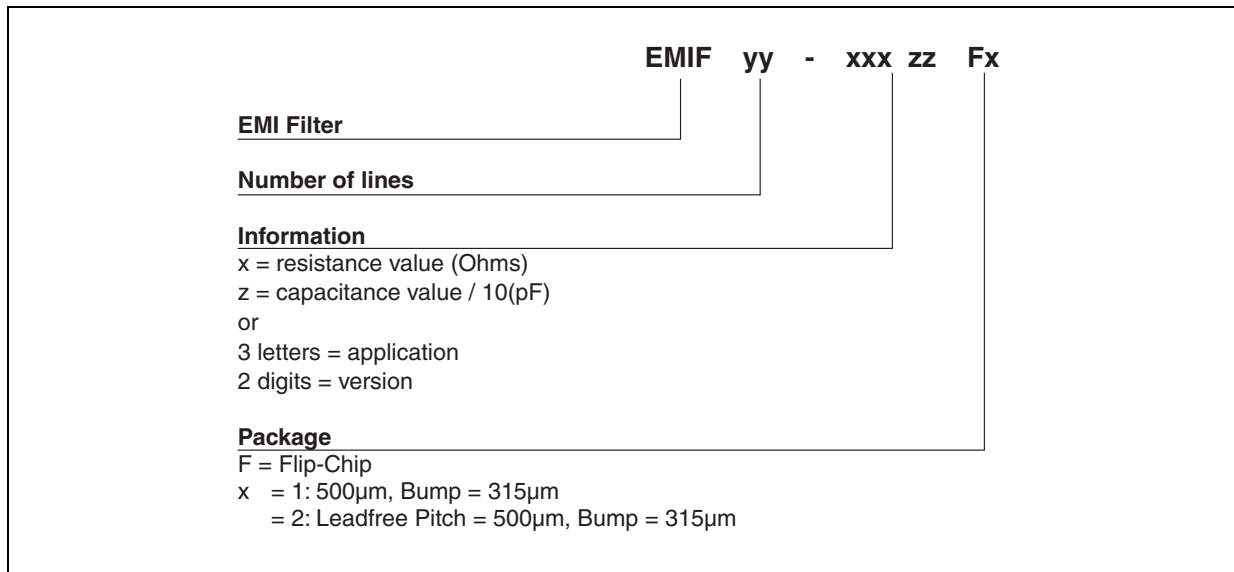 EMIF yy - xxx zz Fx
EMI Filter
Number of lines
Information
x = resistance value (Ohms)
z = capacitance value / 10(pF)
or
3 letters = application
2 digits = version
Package
F = Flip-Chip
x = 1: 500µm, Bump = 315µm
= 2: Leadfree Pitch = 500µm, Bump = 315µm